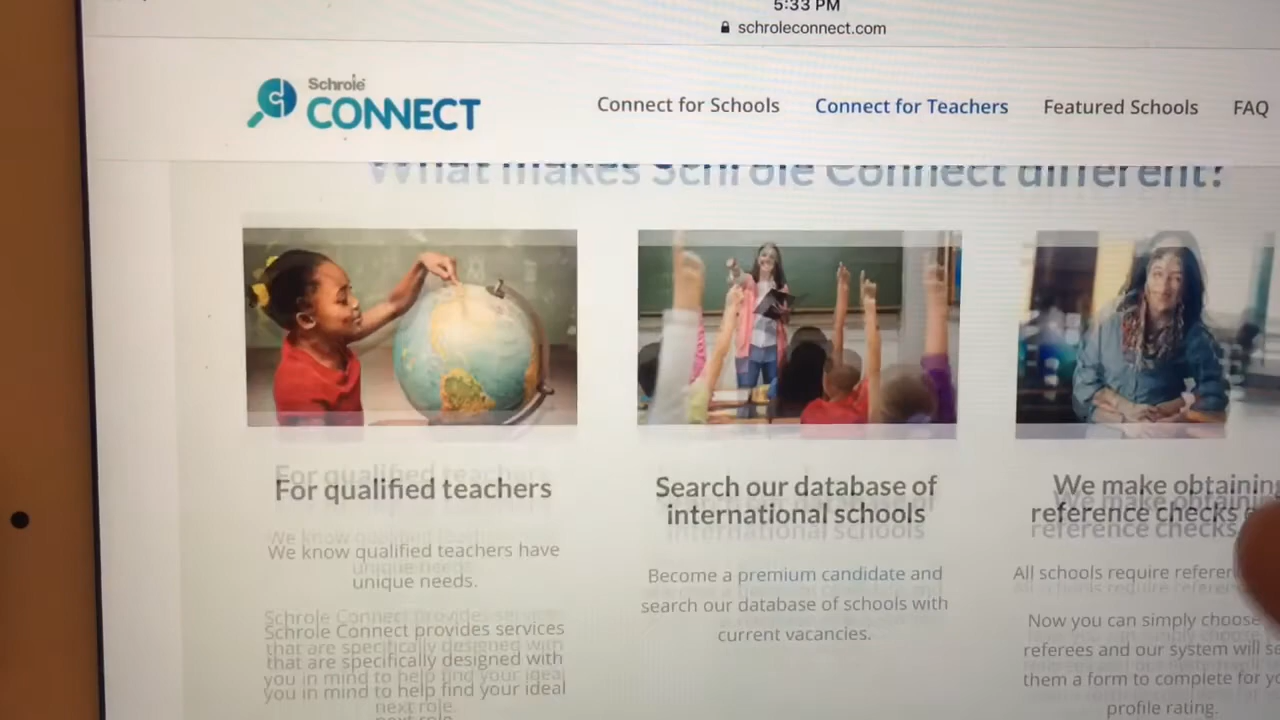 5:33 PM
schroleconnect.com
Schrole
CONNECT
Connect for Schools
Connect for Teachers
Featured Schools
FAQ
What makes Schrole Connect different?
For qualified teachers
We know qualified teachers have
unique needs.
Schrole Connect provides services
that are specifically designed with
you in mind to help find your ideal
next role.
Search our database of
international schools
Become a premium candidate and
search our database of schools with
current vacancies.
We make obtaining
reference checks
All schools require
Now you can simply choose
referees and our system will
them a form to complete for
profile rating.